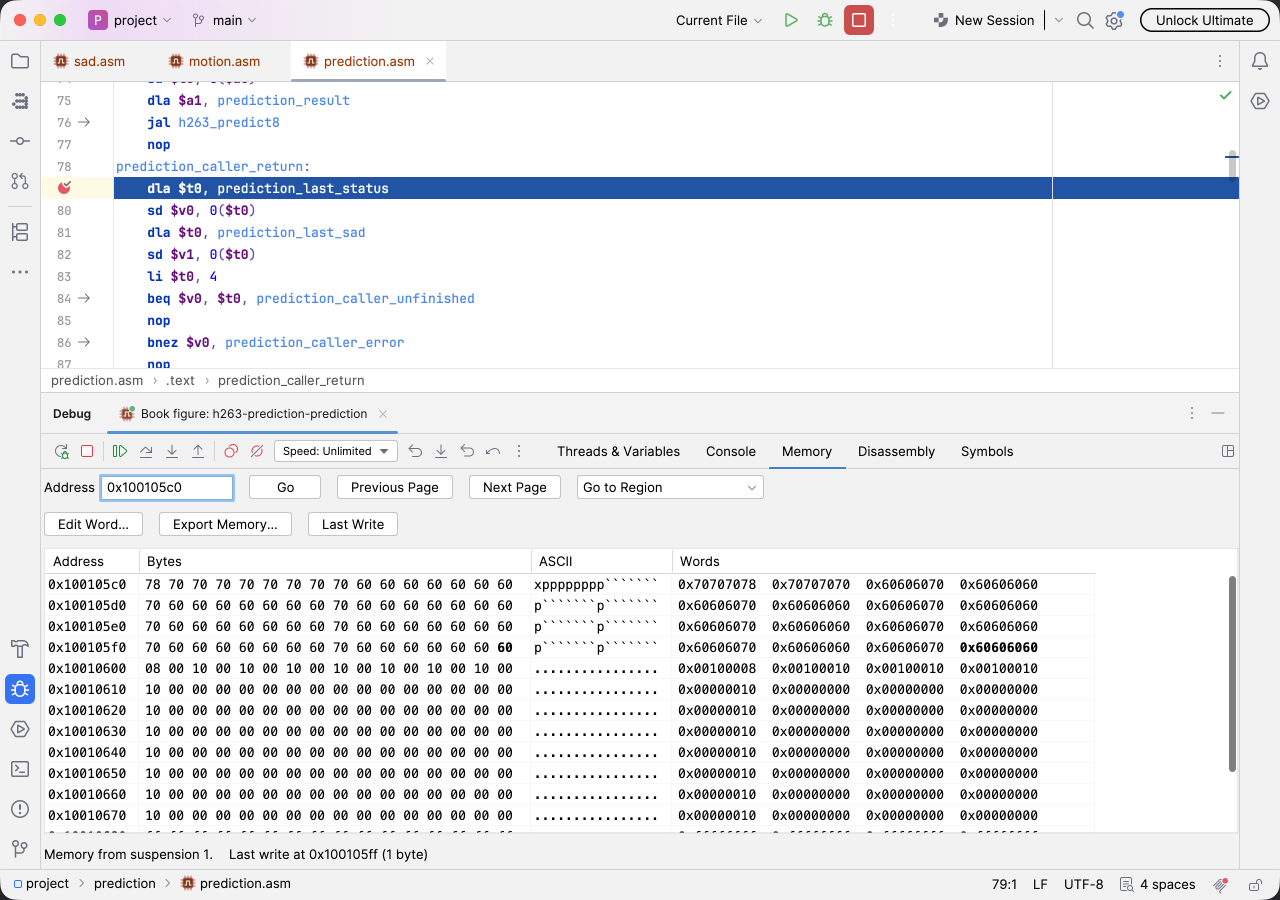 P project main Current File New Session Unlock Ultimate
sad.asm motion.asm prediction.asm
75 dla $a1, prediction_result
76 jal h263_predict8
77 nop
78 prediction_caller_return:
dla $t0, prediction_last_status
80 sd $v0, 0($t0)
81 dla $t0, prediction_last_sad
82 sd $v1, 0($t0)
83 li $t0, 4
84 beq $v0, $t0, prediction_caller_unfinished
85 nop
86 bnez $v0, prediction_caller_error
87 nop
prediction.asm › .text › prediction_caller_return
Debug Book figure: h263-prediction-prediction
Speed: Unlimited Threads & Variables Console Memory Disassembly Symbols
Address 0x100105c0 Go Previous Page Next Page Go to Region
Edit Word... Export Memory... Last Write
Address Bytes ASCII Words
0x100105c0 78 70 70 70 70 70 70 70 70 60 60 60 60 60 60 60 xpppppppp``````` 0x70707078 0x70707070 0x60606070 0x60606060
0x100105d0 70 60 60 60 60 60 60 60 70 60 60 60 60 60 60 60 p```````p``````` 0x60606070 0x60606060 0x60606070 0x60606060
0x100105e0 70 60 60 60 60 60 60 60 70 60 60 60 60 60 60 60 p```````p``````` 0x60606070 0x60606060 0x60606070 0x60606060
0x100105f0 70 60 60 60 60 60 60 60 70 60 60 60 60 60 60 60 p```````p``````` 0x60606070 0x60606060 0x60606070 0x60606060
0x10010600 08 00 10 00 10 00 10 00 10 00 10 00 10 00 10 00 ................ 0x00100008 0x00100010 0x00100010 0x00100010
0x10010610 10 00 00 00 00 00 00 00 00 00 00 00 00 00 00 00 ................ 0x00000010 0x00000000 0x00000000 0x00000000
0x10010620 10 00 00 00 00 00 00 00 00 00 00 00 00 00 00 00 ................ 0x00000010 0x00000000 0x00000000 0x00000000
0x10010630 10 00 00 00 00 00 00 00 00 00 00 00 00 00 00 00 ................ 0x00000010 0x00000000 0x00000000 0x00000000
0x10010640 10 00 00 00 00 00 00 00 00 00 00 00 00 00 00 00 ................ 0x00000010 0x00000000 0x00000000 0x00000000
0x10010650 10 00 00 00 00 00 00 00 00 00 00 00 00 00 00 00 ................ 0x00000010 0x00000000 0x00000000 0x00000000
0x10010660 10 00 00 00 00 00 00 00 00 00 00 00 00 00 00 00 ................ 0x00000010 0x00000000 0x00000000 0x00000000
0x10010670 10 00 00 00 00 00 00 00 00 00 00 00 00 00 00 00 ................ 0x00000010 0x00000000 0x00000000 0x00000000
Memory from suspension 1. Last write at 0x100105ff (1 byte)
project › prediction › prediction.asm 79:1 LF UTF-8 4 spaces